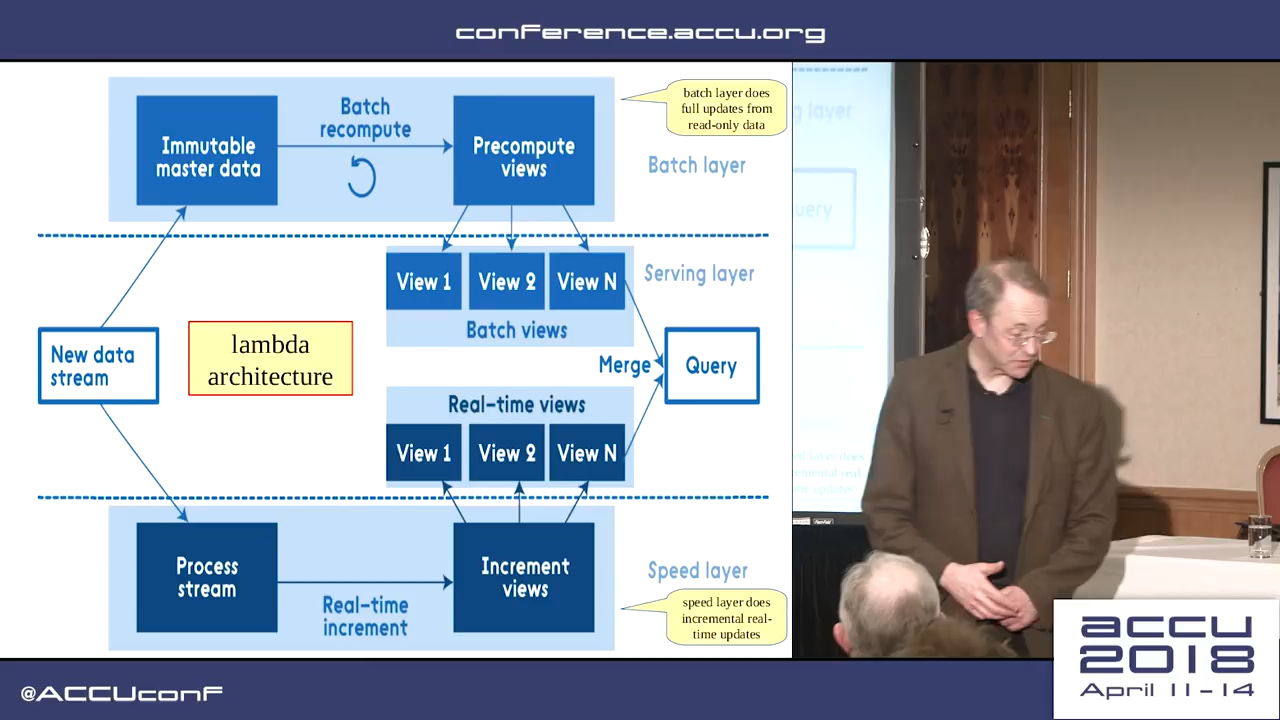 conference.accu.org
batch layer does
full updates from
read-only data
Batch
recompute
Immutable
master data
Precompute
views
Batch layer
View 1
View 2
View N
Serving layer
Batch views
New data
stream
lambda
architecture
Merge
Query
Real-time views
View 1
View 2
View N
Process
stream
Increment
views
Speed layer
Real-time
increment
speed layer does
incremental real-
time updates
layer
accu
2018
April 11-14
@ACCUconf